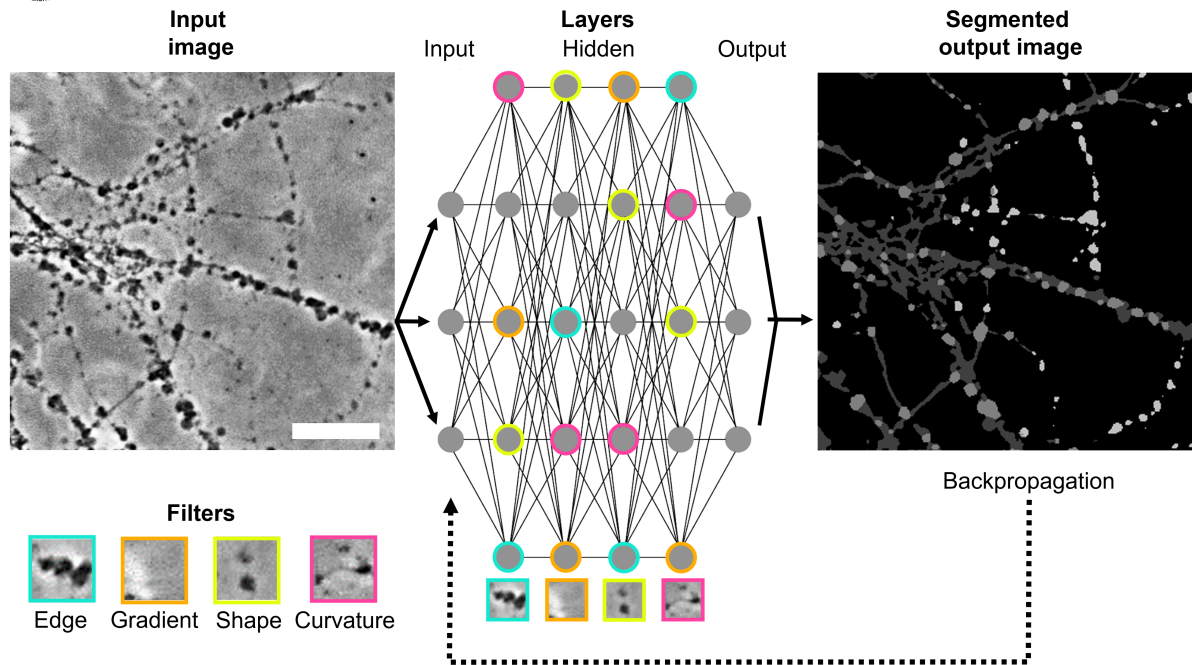 Input
image
Layers
Input
Hidden
Output
Segmented
output image
Backpropagation
Filters
Edge
Gradient
Shape
Curvature